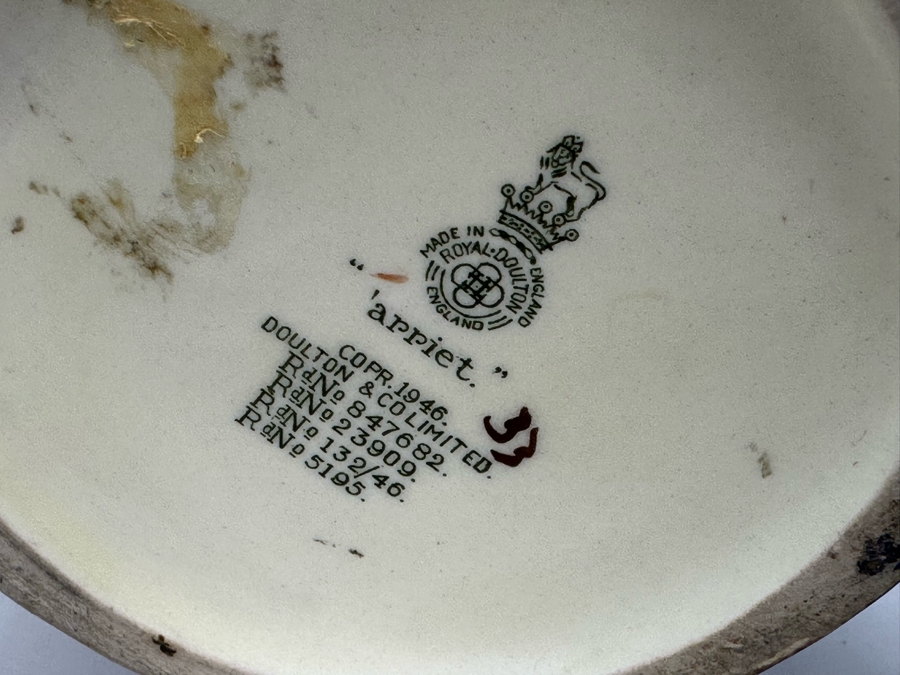 MADE IN ENGLAND
ROYAL·DOULTON
ENGLAND
“'arriet.”
COPR.1946.
DOULTON & CO LIMITED.
RdNo 847682.
RdNo 23909.
RdNo 132/46.
RdNo 5195.